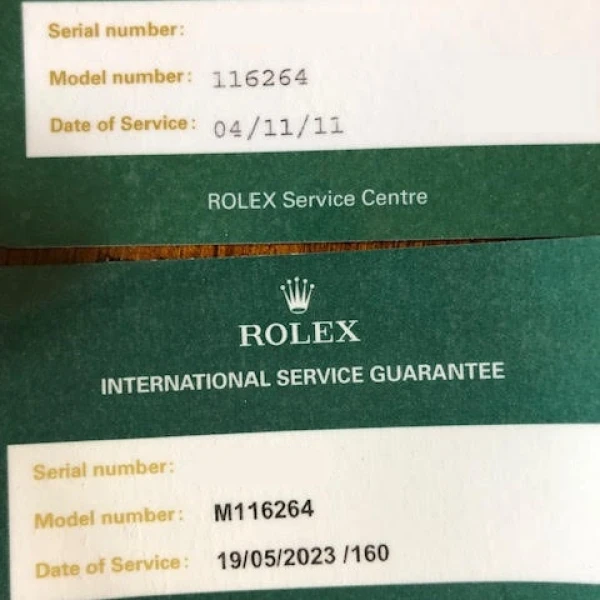 Serial number:
Model number: 116264
Date of Service: 04/11/11
ROLEX Service Centre
ROLEX
INTERNATIONAL SERVICE GUARANTEE
Serial number:
Model number: M116264
Date of Service: 19/05/2023 /160